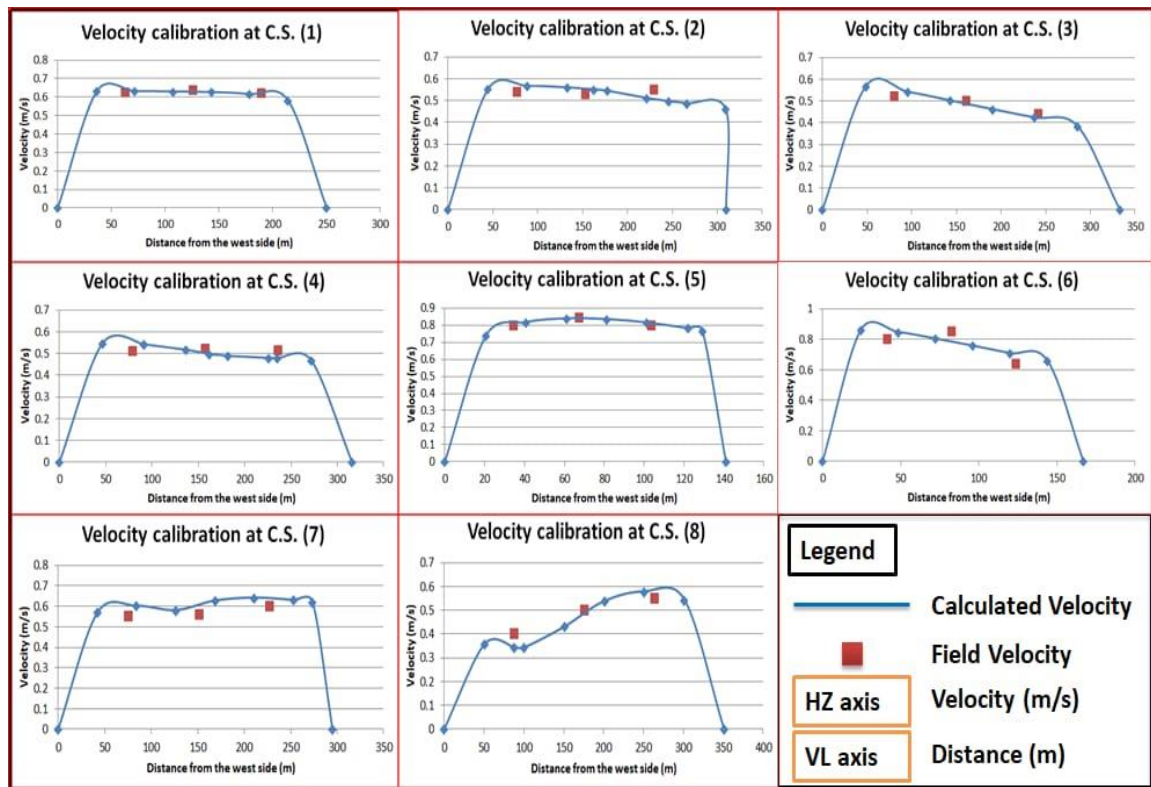 Velocity calibration at C.S. (1)
Velocity (m/s)
0.8
0.7
0.6
0.5
0.4
0.3
0.2
0.1
0
0 50 100 150 200 250 300
Distance from the west side (m)
Velocity calibration at C.S. (2)
Velocity (m/s)
0.7
0.6
0.5
0.4
0.3
0.2
0.1
0
0 50 100 150 200 250 300 350
Distance from the west side (m)
Velocity calibration at C.S. (3)
Velocity (m/s)
0.7
0.6
0.5
0.4
0.3
0.2
0.1
0
0 50 100 150 200 250 300 350
Distance from the west side (m)
Velocity calibration at C.S. (4)
Velocity (m/s)
0.7
0.6
0.5
0.4
0.3
0.2
0.1
0
0 50 100 150 200 250 300 350
Distance from the west side (m)
Velocity calibration at C.S. (5)
Velocity (m/s)
0.9
0.8
0.7
0.6
0.5
0.4
0.3
0.2
0.1
0
0 20 40 60 80 100 120 140 160
Distance from the west side (m)
Velocity calibration at C.S. (6)
Velocity (m/s)
1
0.8
0.6
0.4
0.2
0
0 50 100 150 200
Distance from the west side (m)
Velocity calibration at C.S. (7)
Velocity (m/s)
0.8
0.7
0.6
0.5
0.4
0.3
0.2
0.1
0
0 50 100 150 200 250 300 350
Distance from the west side (m)
Velocity calibration at C.S. (8)
Velocity (m/s)
0.7
0.6
0.5
0.4
0.3
0.2
0.1
0
0 50 100 150 200 250 300 350 400
Distance from the west side (m)
Legend
Calculated Velocity
Field Velocity
HZ axis Velocity (m/s)
VL axis Distance (m)